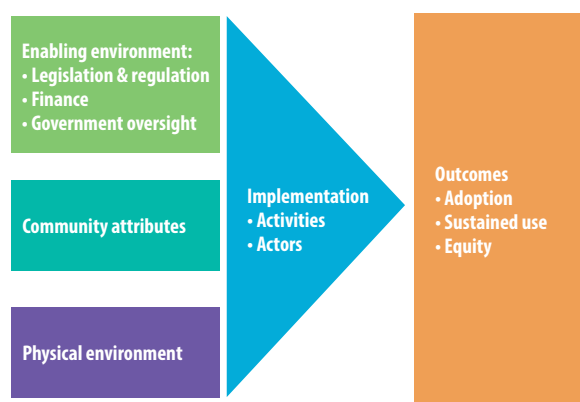 Enabling environment:
• Legislation & regulation
• Finance
• Government oversight
Community attributes
Physical environment
Implementation
• Activities
• Actors
Outcomes
• Adoption
• Sustained use
• Equity